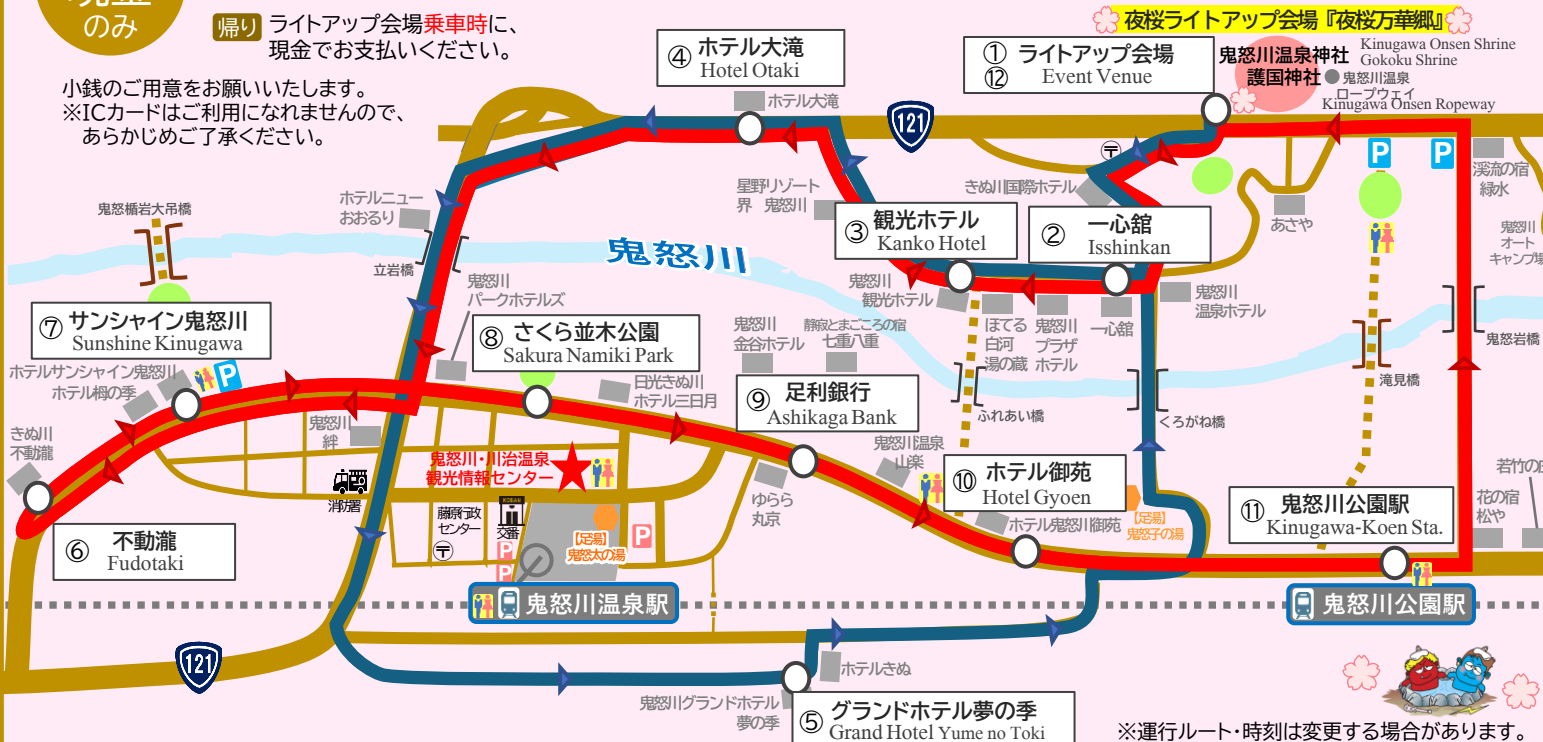 のみ
帰り ライトアップ会場乗車時に、
現金でお支払いください。
小銭のご用意をお願いいたします。
※ICカードはご利用になれませんので、
あらかじめご了承ください。
夜桜ライトアップ会場『夜桜万華郷』
④ ホテル大滝
Hotel Otaki
ホテル大滝
①
⑫
ライトアップ会場
Event Venue
鬼怒川温泉神社
護国神社
Kinugawa Onsen Shrine
Gokoku Shrine
鬼怒川温泉
ロープウェイ
Kinugawa Onsen Ropeway
121
〒
P
P
渓流の宿
緑水
鬼怒楯岩大吊橋
ホテルニュー
おおるり
星野リゾート
界 鬼怒川
きぬ川国際ホテル
あさや
③ 観光ホテル
Kanko Hotel
② 一心舘
Isshinkan
鬼怒川
オート
キャンプ場
鬼怒川
立岩橋
鬼怒川
パークホテルズ
鬼怒川
観光ホテル
ほてる
白河
湯の蔵
鬼怒川
プラザ
ホテル
一心舘
鬼怒川
温泉ホテル
鬼怒岩橋
⑦ サンシャイン鬼怒川
Sunshine Kinugawa
⑧ さくら並木公園
Sakura Namiki Park
鬼怒川
金谷ホテル
静寂とまごころの宿
七重八重
ホテルサンシャイン鬼怒川
ホテル栂の季
P
日光きぬ川
ホテル三日月
⑨ 足利銀行
Ashikaga Bank
滝見橋
ふれあい橋
くろがね橋
きぬ川
不動瀧
鬼怒川
絆
鬼怒川・川治温泉
観光情報センター
鬼怒川温泉
山楽
⑩ ホテル御苑
Hotel Gyoen
⑪ 鬼怒川公園駅
Kinugawa-Koen Sta.
花の宿
松や
消防署
藤原行政
センター
〒
KOBAN
交番
P
P
【足湯】
鬼怒太の湯
P
ゆらら
丸京
ホテル鬼怒川御苑
【足湯】
鬼怒子の湯
⑥ 不動瀧
Fudotaki
鬼怒川温泉駅
鬼怒川公園駅
121
ホテルきぬ
鬼怒川グランドホテル
夢の季
⑤ グランドホテル夢の季
Grand Hotel Yume no Toki
※運行ルート・時刻は変更する場合があります。